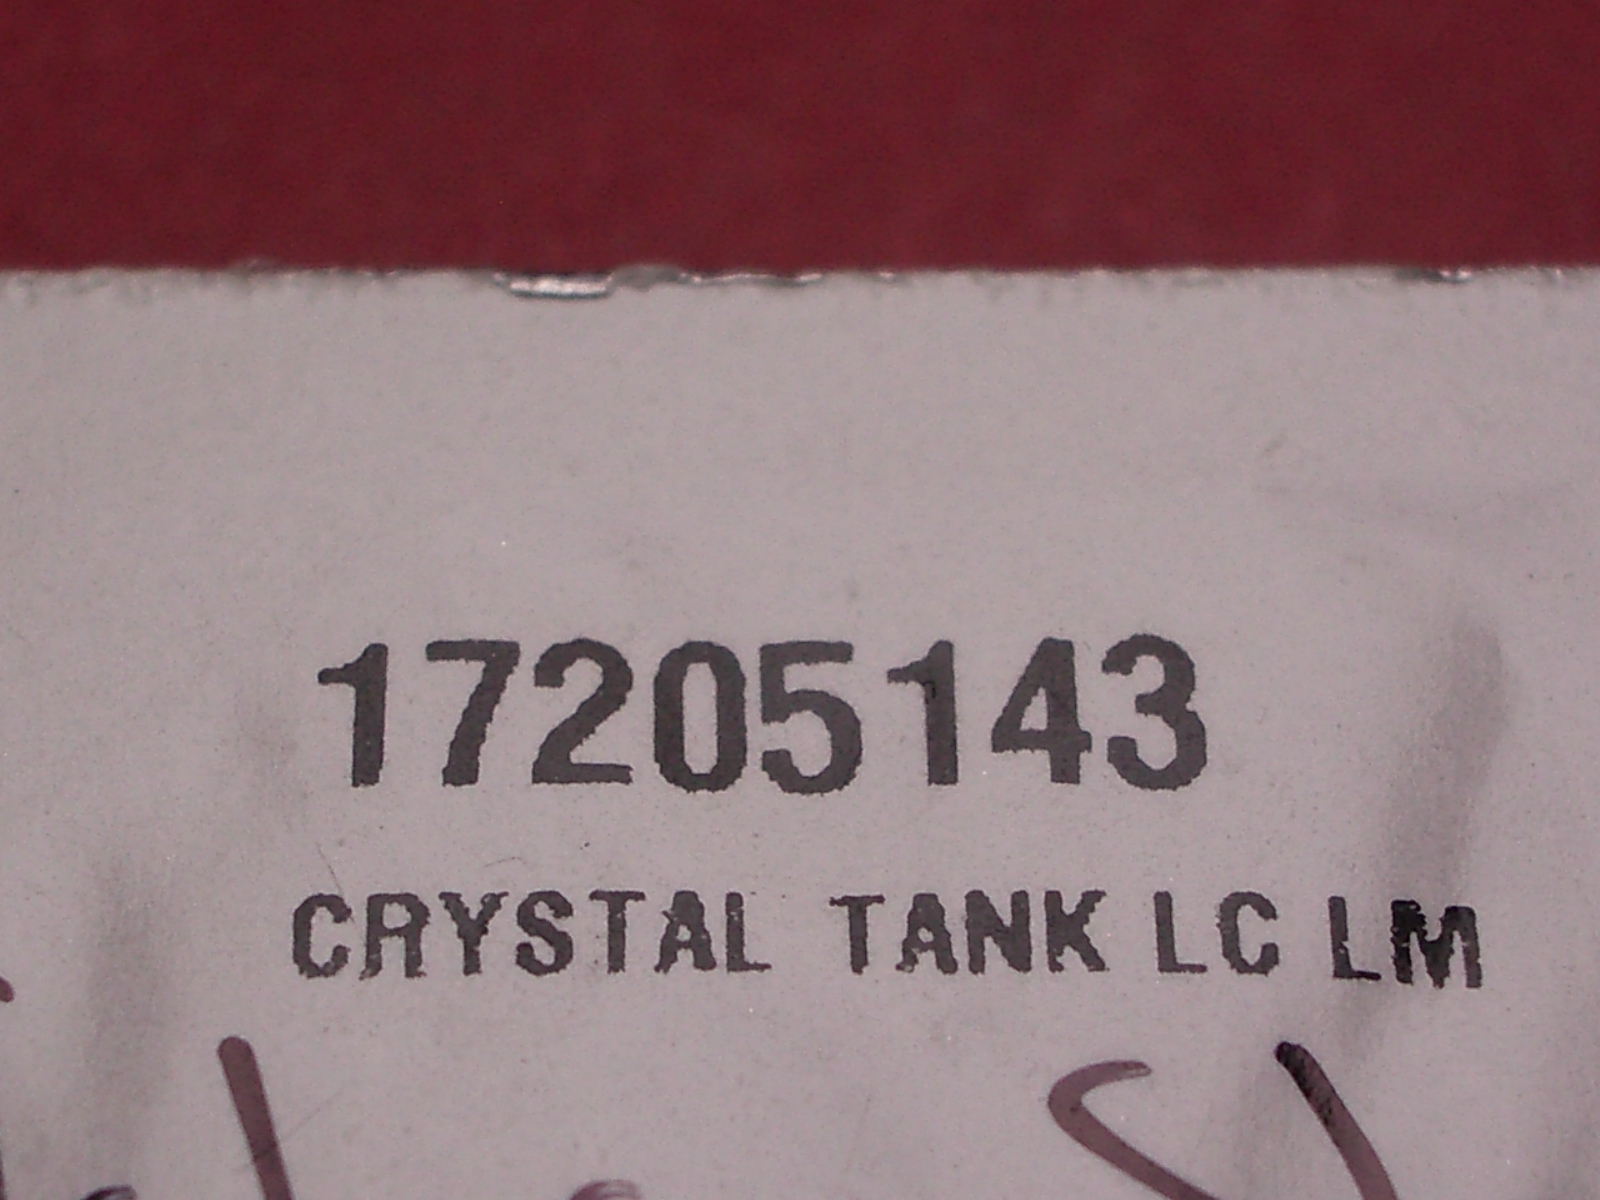 17205143
CRYSTAL TANK LC LM